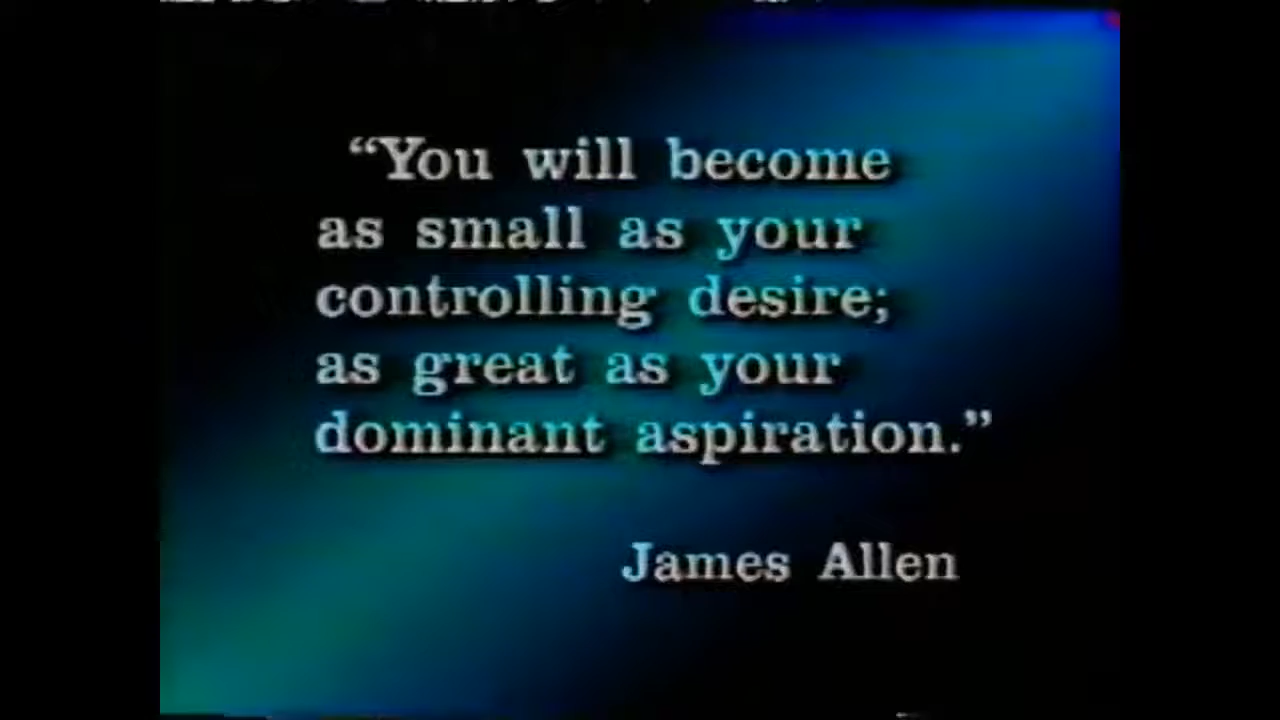 “You will become
as small as your
controlling desire;
as great as your
dominant aspiration.”
James Allen